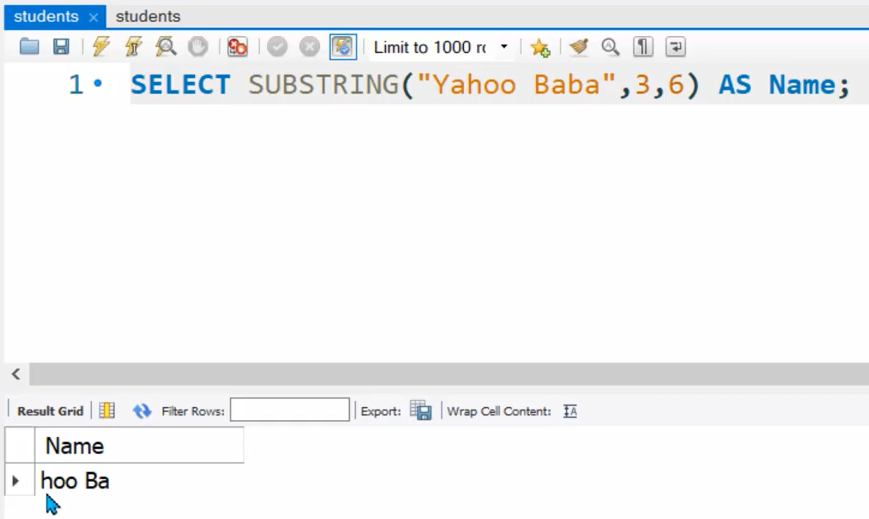 students × students
Limit to 1000 rc
1 SELECT SUBSTRING("Yahoo Baba",3,6) AS Name;
Result Grid Filter Rows: Export: Wrap Cell Content:
Name
hoo Ba